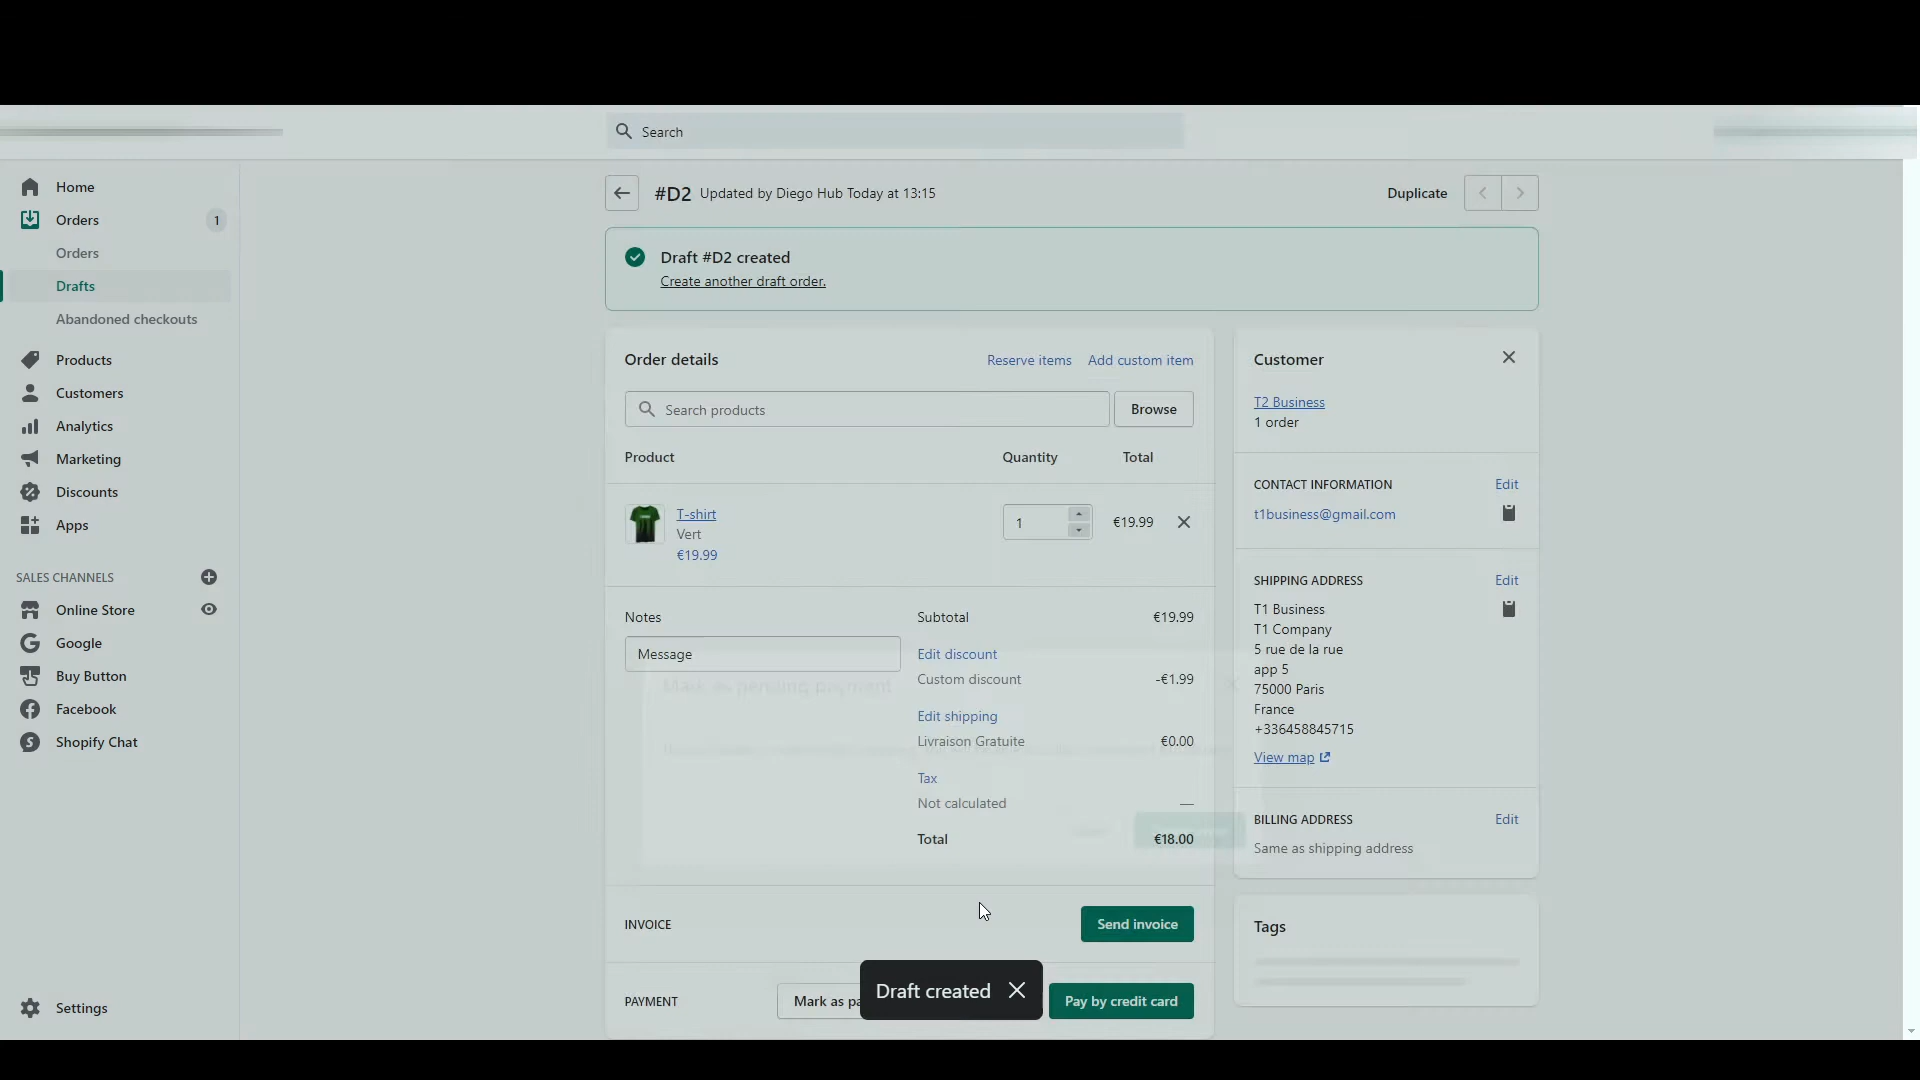 Search
Home
Orders 1
Orders
Drafts
Abandoned checkouts
Products
Customers
Analytics
Marketing
Discounts
Apps
SALES CHANNELS
Online Store
Google
Buy Button
Facebook
Shopify Chat
Settings
#D2 Updated by Diego Hub Today at 13:15
Duplicate
Draft #D2 created
Create another draft order.
Order details Reserve items Add custom item
Search products Browse
Product Quantity Total
T-shirt
Vert
€19.99
1 €19.99
Notes
Message
Subtotal €19.99
Edit discount
Custom discount -€1.99
Edit shipping
Livraison Gratuite €0.00
Tax
Not calculated —
Total €18.00
Mark as pending payment
INVOICE Send invoice
PAYMENT Mark as pa Pay by credit card
Draft created
Customer
T2 Business
1 order
CONTACT INFORMATION Edit
t1business@gmail.com
SHIPPING ADDRESS Edit
T1 Business
T1 Company
5 rue de la rue
app 5
75000 Paris
France
+336458845715
View map
BILLING ADDRESS Edit
Same as shipping address
Tags